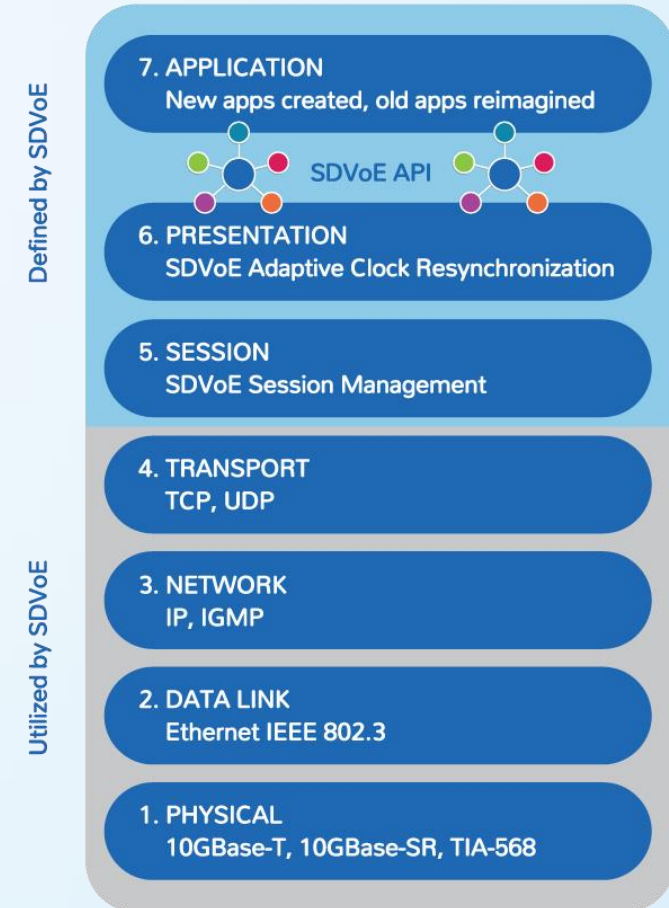 Defined by SDVoE
7. APPLICATION
New apps created, old apps reimagined
SDVoE API
6. PRESENTATION
SDVoE Adaptive Clock Resynchronization
5. SESSION
SDVoE Session Management
Utilized by SDVoE
4. TRANSPORT
TCP, UDP
3. NETWORK
IP, IGMP
2. DATA LINK
Ethernet IEEE 802.3
1. PHYSICAL
10GBase-T, 10GBase-SR, TIA-568